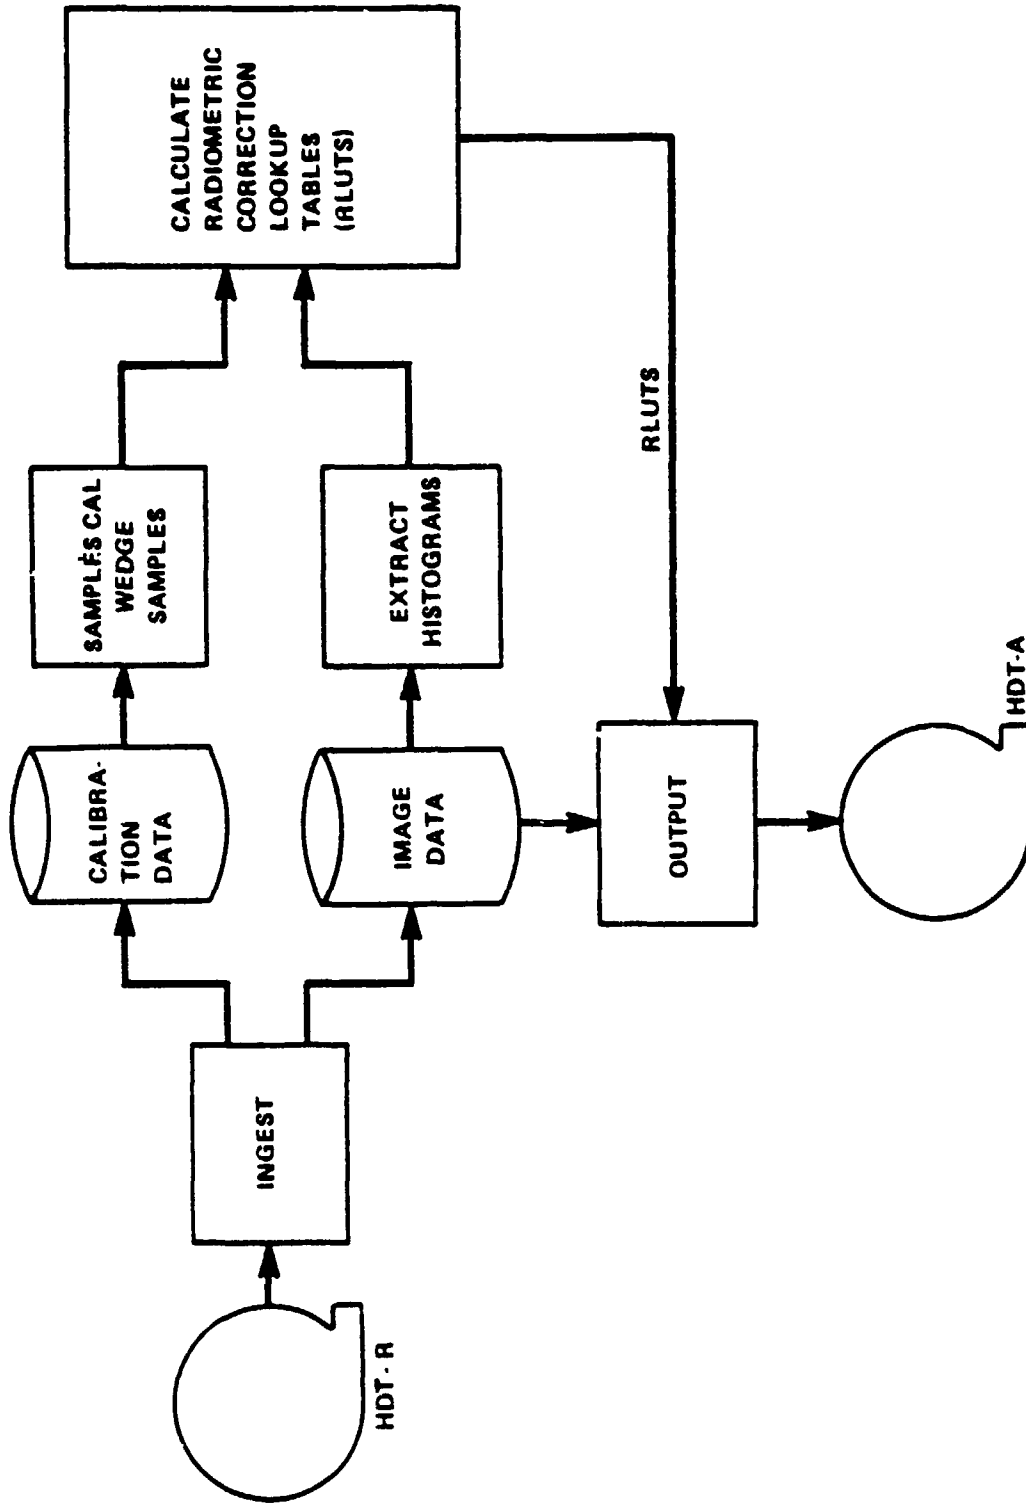 HDT-R
INGEST
CALIBRA-
TION
DATA
SAMPLES CAL
WEDGE
SAMPLES
IMAGE
DATA
EXTRACT
HISTOGRAMS
CALCULATE
RADIOMETRIC
CORRECTION
LOOKUP
TABLES
(RLUTS)
RLUTS
OUTPUT
HDT-A